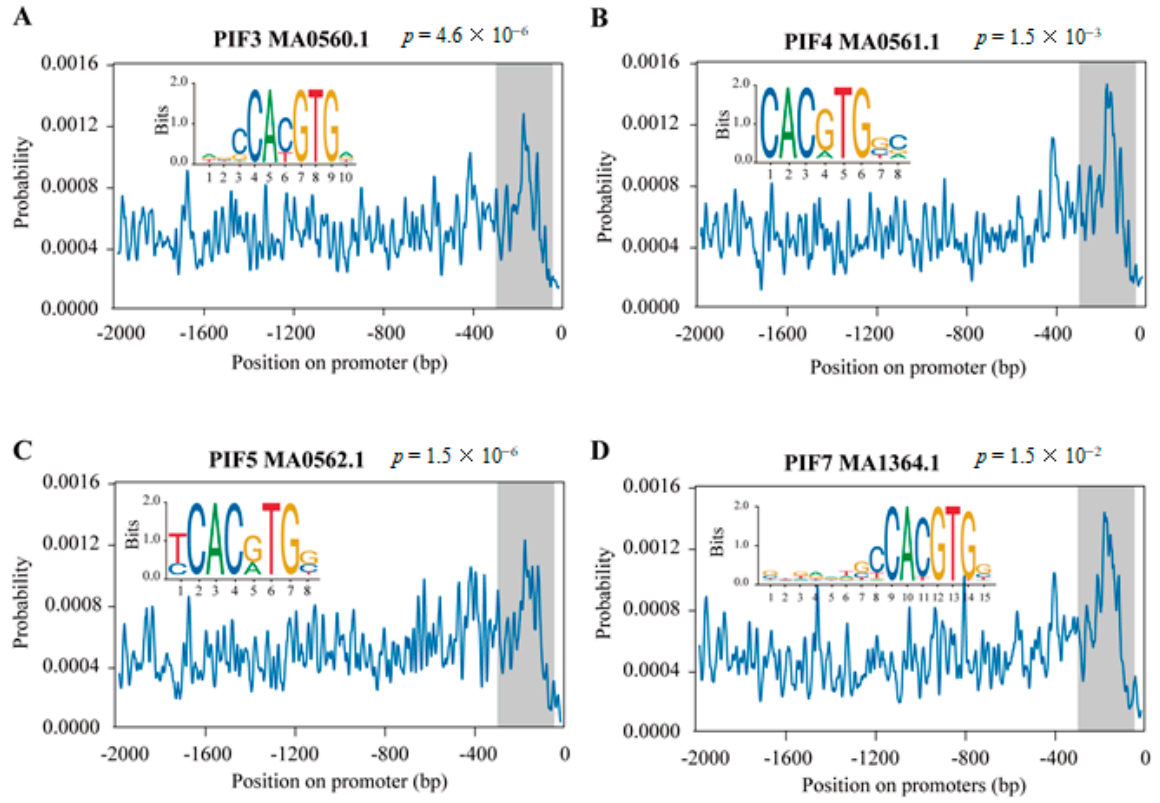 A
PIF3 MA0560.1 p = 4.6 × 10⁻⁶
Probability
0.0016
0.0012
0.0008
0.0004
0.0000
Bits
2.0
1.0
0.0
CCACGTG
1 2 3 4 5 6 7 8 9 10
-2000 -1600 -1200 -800 -400 0
Position on promoter (bp)
B
PIF4 MA0561.1 p = 1.5 × 10⁻³
Probability
0.0016
0.0012
0.0008
0.0004
0.0000
Bits
2.0
1.0
0.0
CACGTGGC
1 2 3 4 5 6 7 8
-2000 -1600 -1200 -800 -400 0
Position on promoter (bp)
C
PIF5 MA0562.1 p = 1.5 × 10⁻⁶
Probability
0.0016
0.0012
0.0008
0.0004
0.0000
Bits
2.0
1.0
0.0
TCACGTGG
1 2 3 4 5 6 7 8
-2000 -1600 -1200 -800 -400 0
Position on promoter (bp)
D
PIF7 MA1364.1 p = 1.5 × 10⁻²
Probability
0.0016
0.0012
0.0008
0.0004
0.0000
Bits
2.0
1.0
0.0
GCCACGTGG
1 2 3 4 5 6 7 8 9 10 11 12 13 14 15
-2000 -1600 -1200 -800 -400 0
Position on promoters (bp)